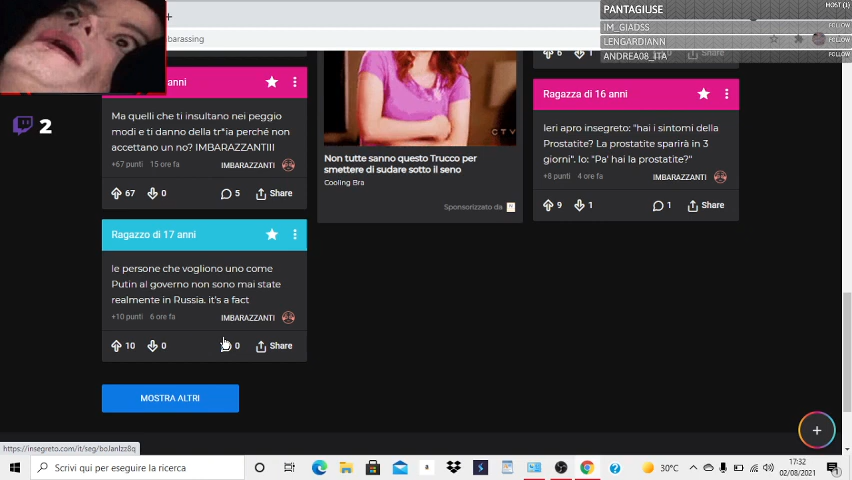 PANTAGIUSE
HOST (1)
IM_GIADSS
FOLLOW
LENGARDIANN
FOLLOW
ANDREA08_ITA
FOLLOW
barassing
2
anni
Ma quelli che ti insultano nei peggio
modi e ti danno della tr*ia perché non
accettano un no? IMBARAZZANTIII
+67 punti 15 ore fa IMBARAZZANTI
67 0 5 Share
Ragazzo di 17 anni
le persone che vogliono uno come
Putin al governo non sono mai state
realmente in Russia. it's a fact
+10 punti 6 ore fa IMBARAZZANTI
10 0 0 Share
MOSTRA ALTRI
CTV
Non tutte sanno questo Trucco per
smettere di sudare sotto il seno
Cooling Bra
Sponsorizzato da
6 1 Share
Ragazza di 16 anni
Ieri apro insegreto: "hai i sintomi della
Prostatite? La prostatite sparirà in 3
giorni". Io: "Pa' hai la prostatite?"
+8 punti 4 ore fa IMBARAZZANTI
9 1 1 Share
https://insegreto.com/it/seg/boJanIzz8q
Scrivi qui per eseguire la ricerca
a
30°C
17:32
02/08/2021
1